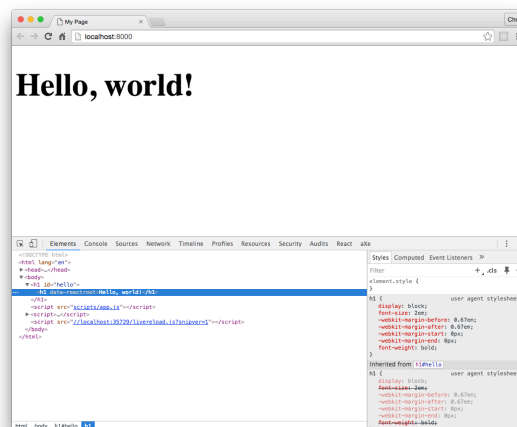 My Page
Chr
localhost:8000
Hello, world!
Elements Console Sources Network Timeline Profiles Resources Security Audits React aXe
<!DOCTYPE html>
<html lang="en">
<head>…</head>
<body>
<h1 id="hello">
<h1 data-reactroot>Hello, world!</h1>
</h1>
<script src="scripts/app.js"></script>
<script>…</script>
<script src="//localhost:35729/livereload.js?snipver=1"></script>
</body>
</html>
html body h1#hello h1
Styles Computed Event Listeners »
Filter + .cls
element.style {
}
h1 { user agent styleshee
display: block;
font-size: 2em;
-webkit-margin-before: 0.67em;
-webkit-margin-after: 0.67em;
-webkit-margin-start: 0px;
-webkit-margin-end: 0px;
font-weight: bold;
}
Inherited from h1#hello
h1 { user agent styleshee
display: block;
font-size: 2em;
-webkit-margin-before: 0.67em;
-webkit-margin-after: 0.67em;
-webkit-margin-start: 0px;
-webkit-margin-end: 0px;
font-weight: bold;